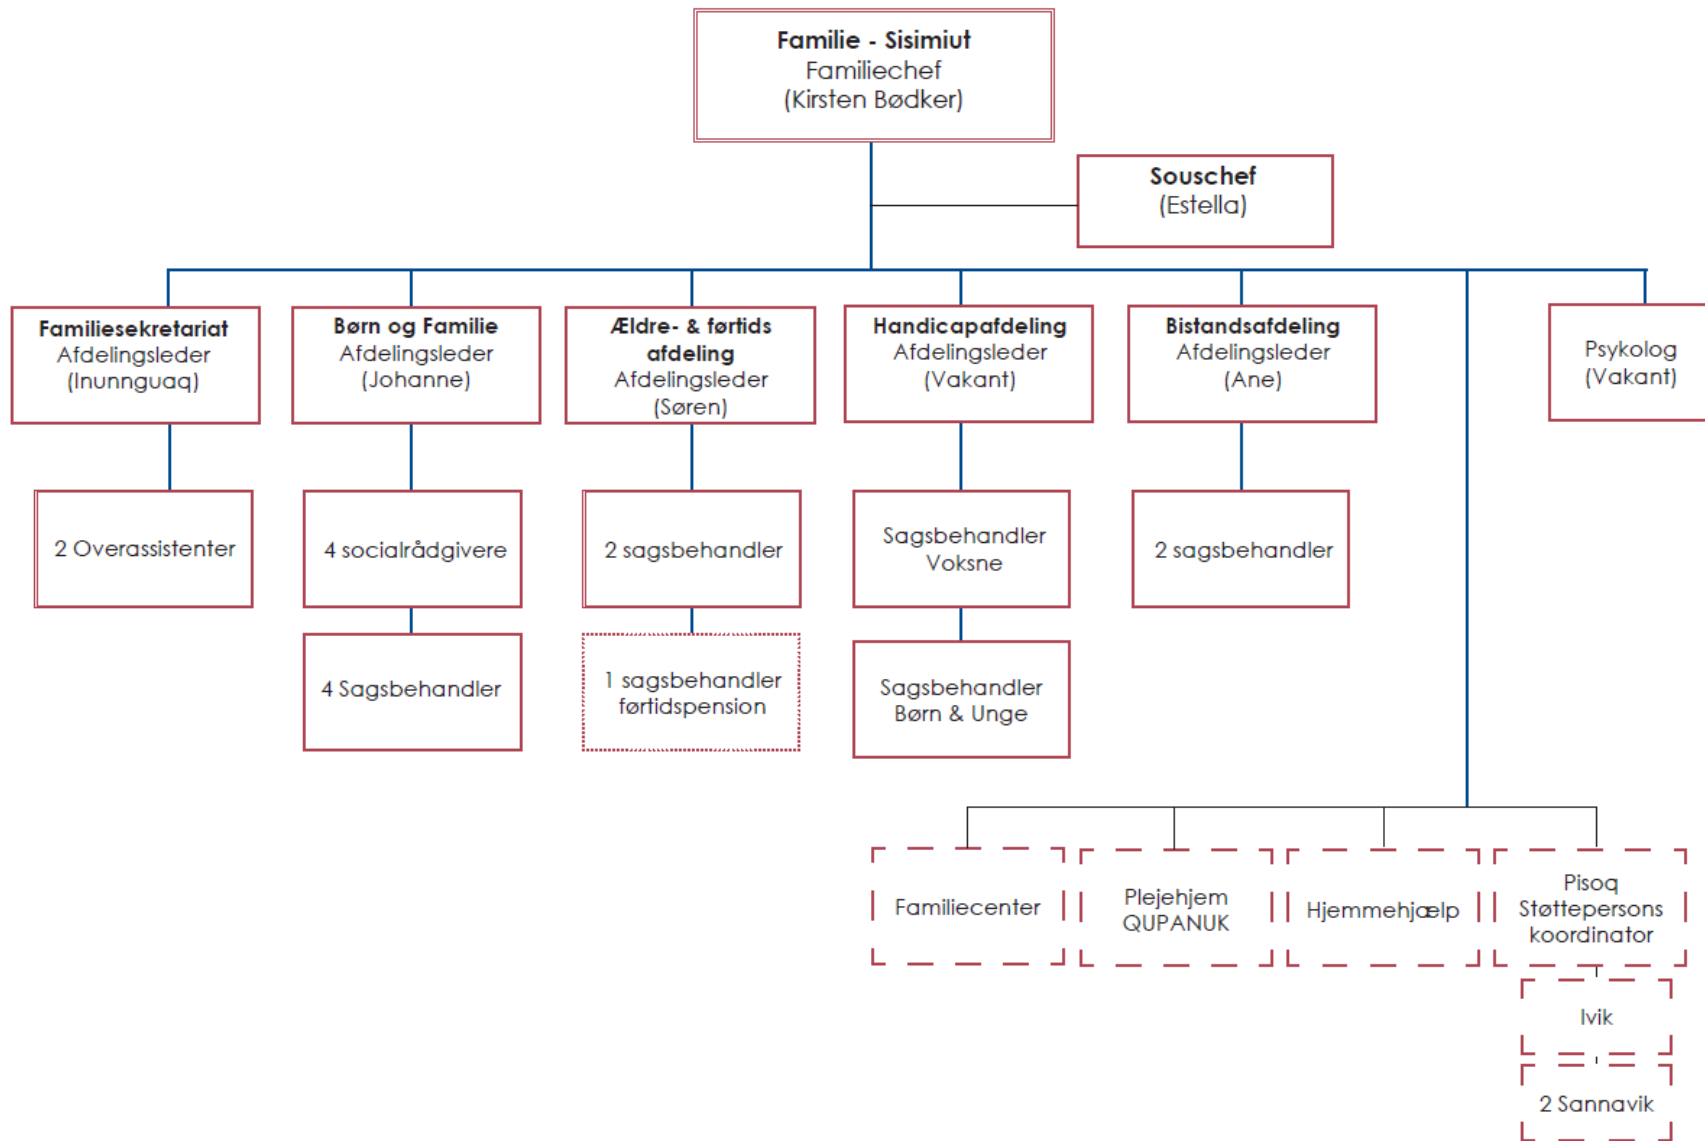 Familie - Sisimiut
Familiechef
(Kirsten Bødker)
Souschef
(Estella)
Familiesekretariat
Afdelingsleder
(Inunnguaq)
Børn og Familie
Afdelingsleder
(Johanne)
Ældre- & førtids
afdeling
Afdelingsleder
(Søren)
Handicapafdeling
Afdelingsleder
(Vakant)
Bistandsafdeling
Afdelingsleder
(Ane)
Psykolog
(Vakant)
2 Overassistenter
4 socialrådgivere
2 sagsbehandler
Sagsbehandler
Voksne
2 sagsbehandler
4 Sagsbehandler
1 sagsbehandler
førtidspension
Sagsbehandler
Børn & Unge
Familiecenter
Plejehjem
QUPANUK
Hjemmehjælp
Pisoq
Støttepersons
koordinator
Ivik
2 Sannavik